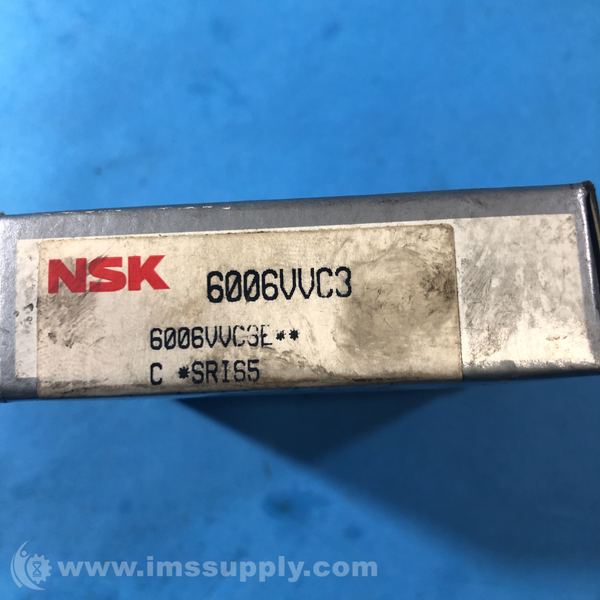 NSK 6006VVC3
6006VVC3E**
C *SRI65
www.imssupply.com